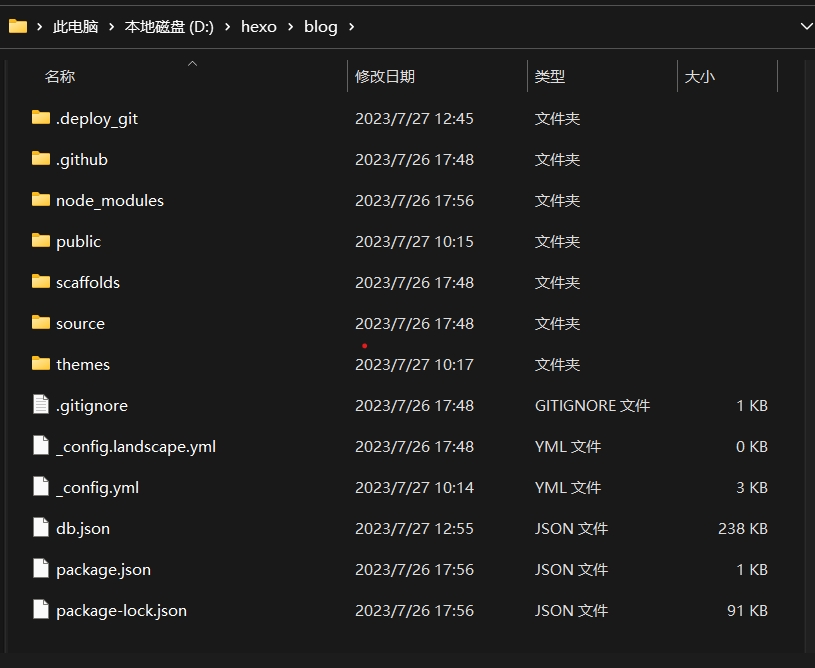 此电脑 > 本地磁盘 (D:) > hexo > blog >
名称 修改日期 类型 大小
.deploy_git 2023/7/27 12:45 文件夹
.github 2023/7/26 17:48 文件夹
node_modules 2023/7/26 17:56 文件夹
public 2023/7/27 10:15 文件夹
scaffolds 2023/7/26 17:48 文件夹
source 2023/7/26 17:48 文件夹
themes 2023/7/27 10:17 文件夹
.gitignore 2023/7/26 17:48 GITIGNORE 文件 1 KB
_config.landscape.yml 2023/7/26 17:48 YML 文件 0 KB
_config.yml 2023/7/27 10:14 YML 文件 3 KB
db.json 2023/7/27 12:55 JSON 文件 238 KB
package.json 2023/7/26 17:56 JSON 文件 1 KB
package-lock.json 2023/7/26 17:56 JSON 文件 91 KB